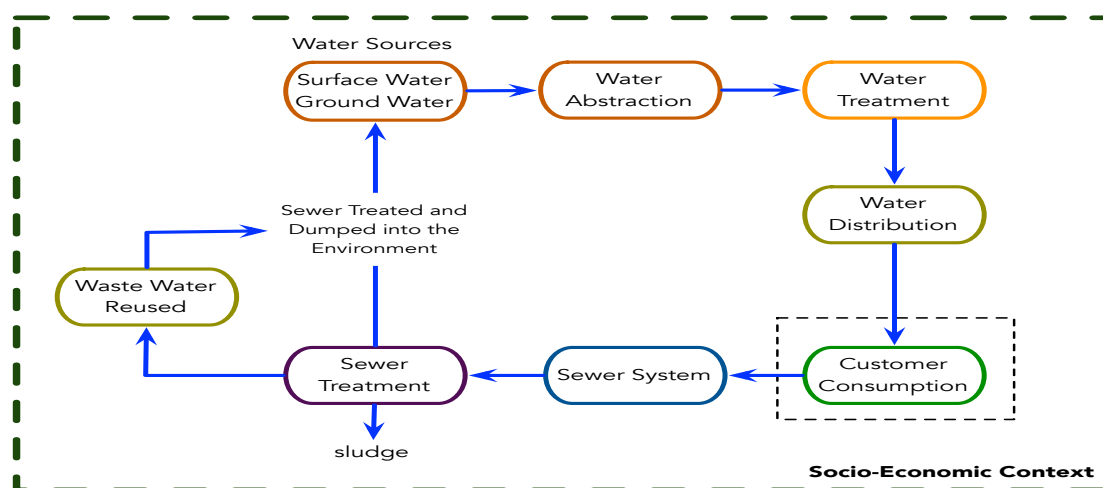 Water Sources
Surface Water
Ground Water
Water
Abstraction
Water
Treatment
Water
Distribution
Sewer Treated and
Dumped into the
Environment
Waste Water
Reused
Sewer
Treatment
Sewer System
Customer
Consumption
sludge
Socio-Economic Context